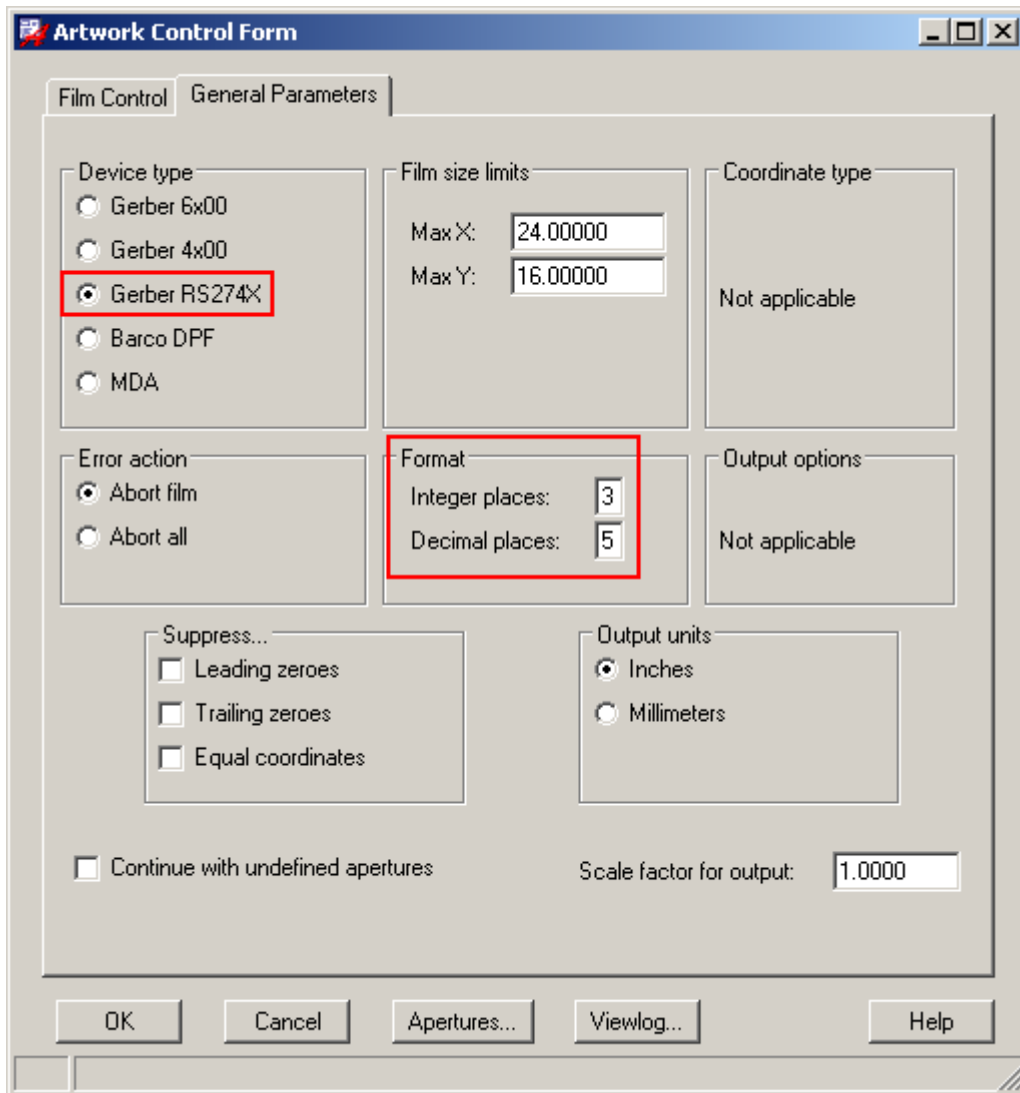 Artwork Control Form
Film Control
General Parameters
Device type
Gerber 6x00
Gerber 4x00
Gerber RS274X
Barco DPF
MDA
Film size limits
Max X: 24.00000
Max Y: 16.00000
Coordinate type
Not applicable
Error action
Abort film
Abort all
Format
Integer places: 3
Decimal places: 5
Output options
Not applicable
Suppress...
Leading zeroes
Trailing zeroes
Equal coordinates
Output units
Inches
Millimeters
Continue with undefined apertures
Scale factor for output: 1.0000
OK
Cancel
Apertures...
Viewlog...
Help